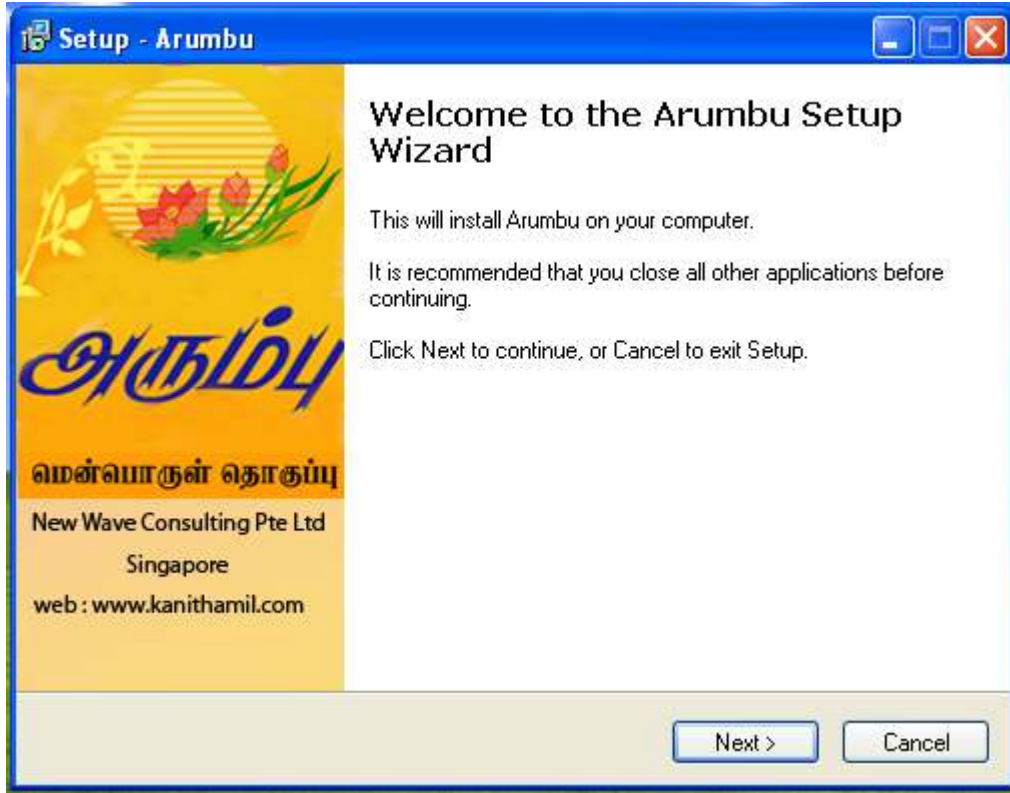 Setup - Arumbu
அரும்பு
மென்பொருள் தொகுப்பு
New Wave Consulting Pte Ltd
Singapore
web : www.kanithamil.com
Welcome to the Arumbu Setup
Wizard
This will install Arumbu on your computer.
It is recommended that you close all other applications before
continuing.
Click Next to continue, or Cancel to exit Setup.
Next >
Cancel